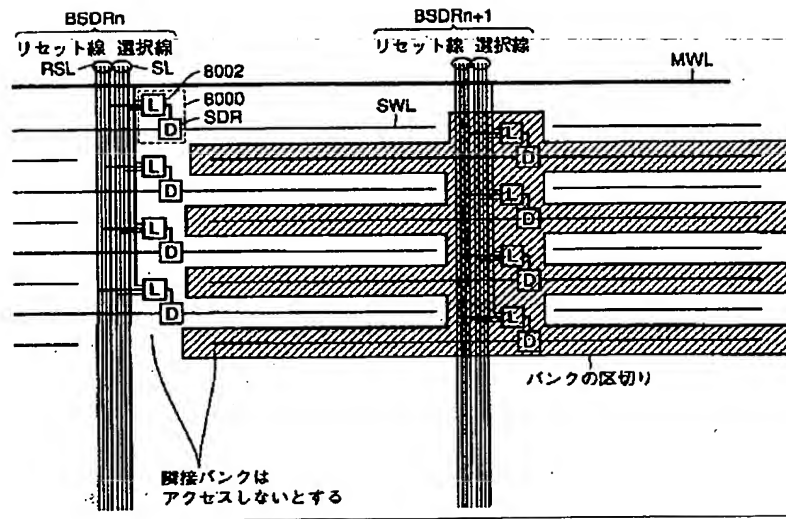 BSDRn
リセット線 選択線
RSL
SL
8002
8000
SDR
L
D
L
D
L
D
L
D
SWL
BSDRn+1
リセット線 選択線
MWL
L
D
L
D
L
D
L
D
バンクの区切り
隣接バンクは
アクセスしないとする